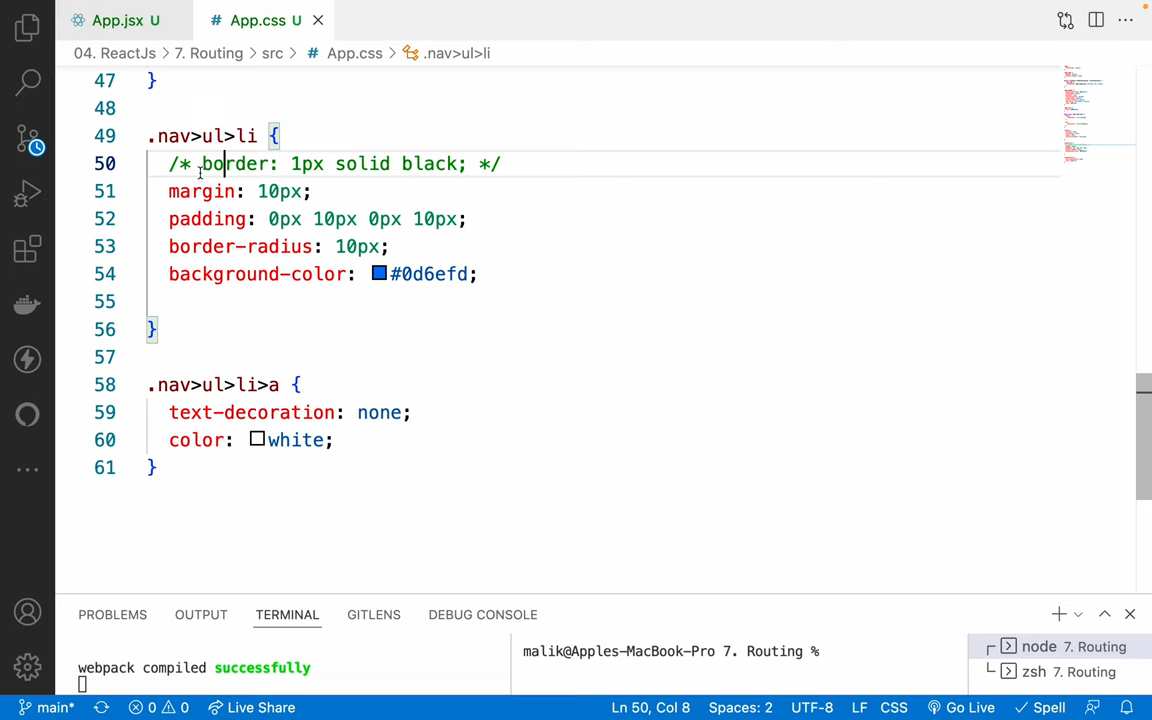 App.jsx U
# App.css U
04. ReactJs > 7. Routing > src > # App.css > .nav>ul>li
47 }
48
49 .nav>ul>li {
50 /* border: 1px solid black; */
51 margin: 10px;
52 padding: 0px 10px 0px 10px;
53 border-radius: 10px;
54 background-color: #0d6efd;
55
56 }
57
58 .nav>ul>li>a {
59 text-decoration: none;
60 color: white;
61 }
PROBLEMS OUTPUT TERMINAL GITLENS DEBUG CONSOLE
webpack compiled successfully
malik@Apples-MacBook-Pro 7. Routing %
node 7. Routing
zsh 7. Routing
main* 0 0 Live Share Ln 50, Col 8 Spaces: 2 UTF-8 LF CSS Go Live Spell